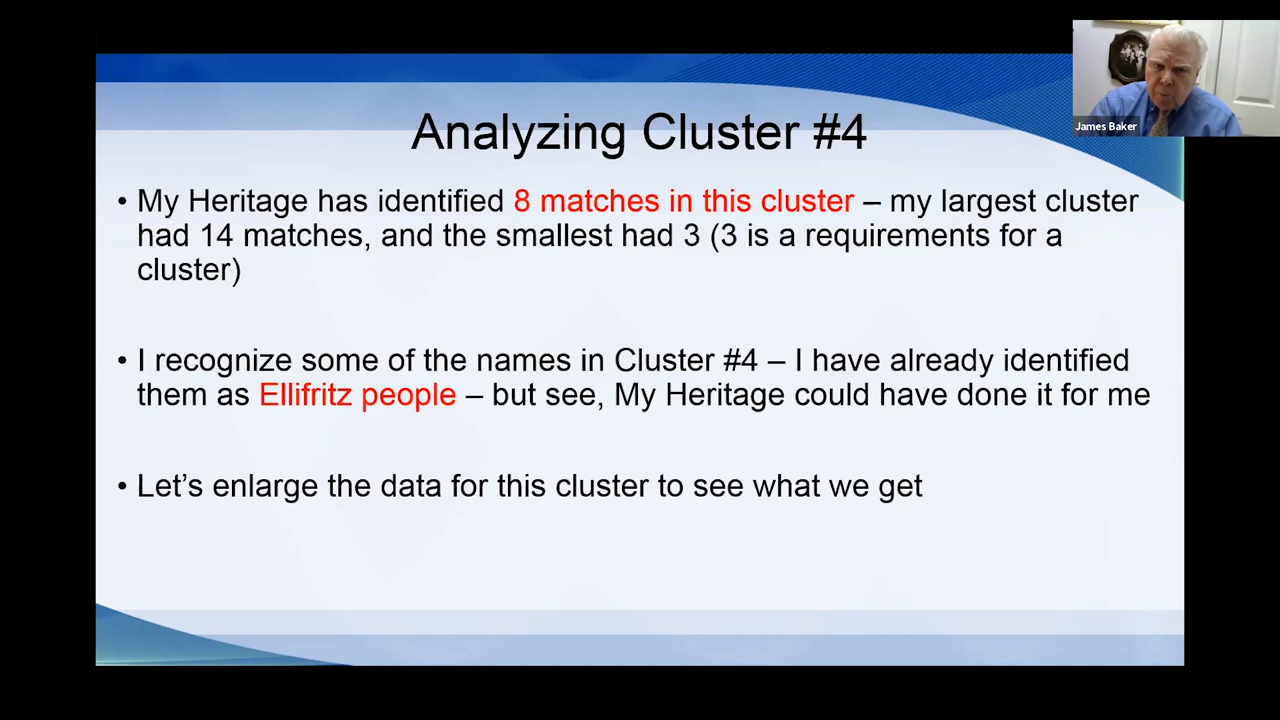 Analyzing Cluster #4
• My Heritage has identified 8 matches in this cluster – my largest cluster
had 14 matches, and the smallest had 3 (3 is a requirements for a
cluster)
• I recognize some of the names in Cluster #4 – I have already identified
them as Ellifritz people – but see, My Heritage could have done it for me
• Let’s enlarge the data for this cluster to see what we get
James Baker